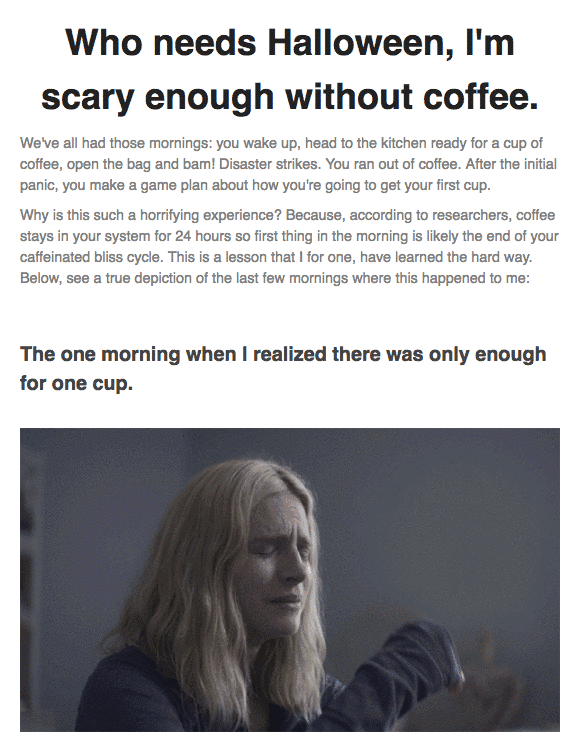 Who needs Halloween, I'm
scary enough without coffee.
We've all had those mornings: you wake up, head to the kitchen ready for a cup of
coffee, open the bag and bam! Disaster strikes. You ran out of coffee. After the initial
panic, you make a game plan about how you're going to get your first cup.
Why is this such a horrifying experience? Because, according to researchers, coffee
stays in your system for 24 hours so first thing in the morning is likely the end of your
caffeinated bliss cycle. This is a lesson that I for one, have learned the hard way.
Below, see a true depiction of the last few mornings where this happened to me:
The one morning when I realized there was only enough
for one cup.